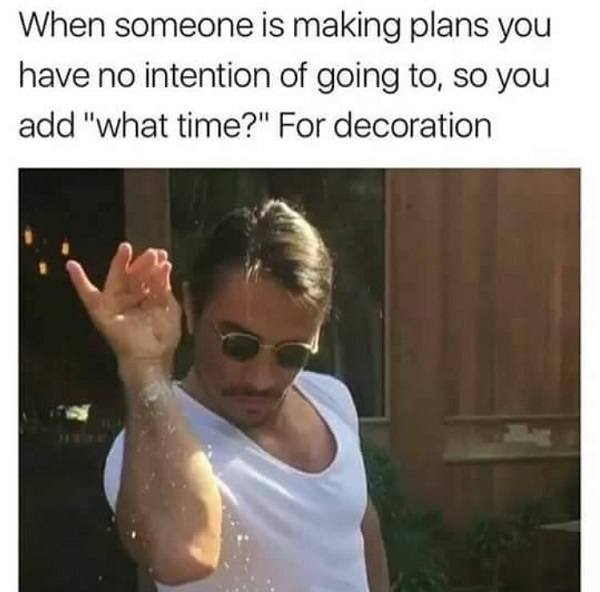 When someone is making plans you
have no intention of going to, so you
add "what time?" For decoration